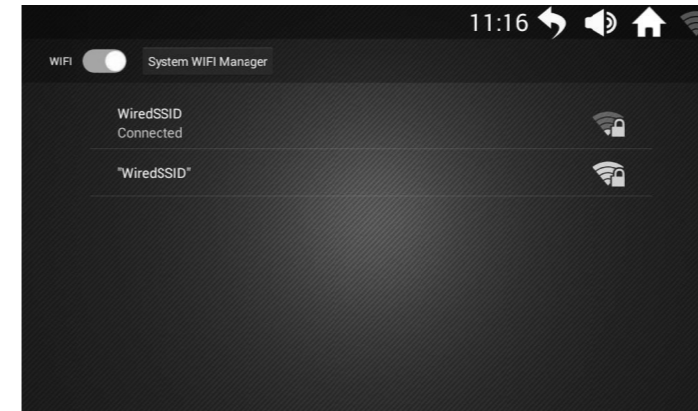 11:16
WIFI System WIFI Manager
WiredSSID
Connected
"WiredSSID"